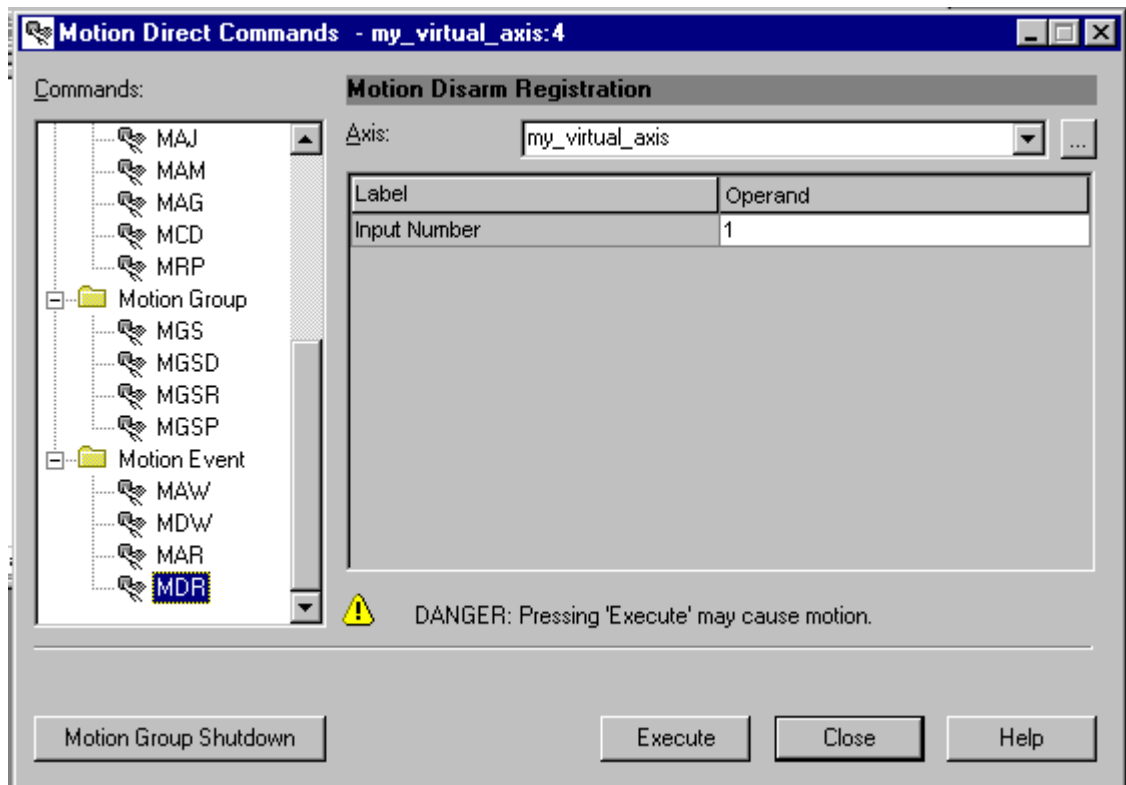 Motion Direct Commands - my_virtual_axis:4
Commands:
MAJ
MAM
MAG
MCD
MRP
Motion Group
MGS
MGSD
MGSR
MGSP
Motion Event
MAW
MDW
MAR
MDR
Motion Disarm Registration
Axis:
my_virtual_axis
...
Label Operand
Input Number 1
DANGER: Pressing 'Execute' may cause motion.
Motion Group Shutdown
Execute
Close
Help